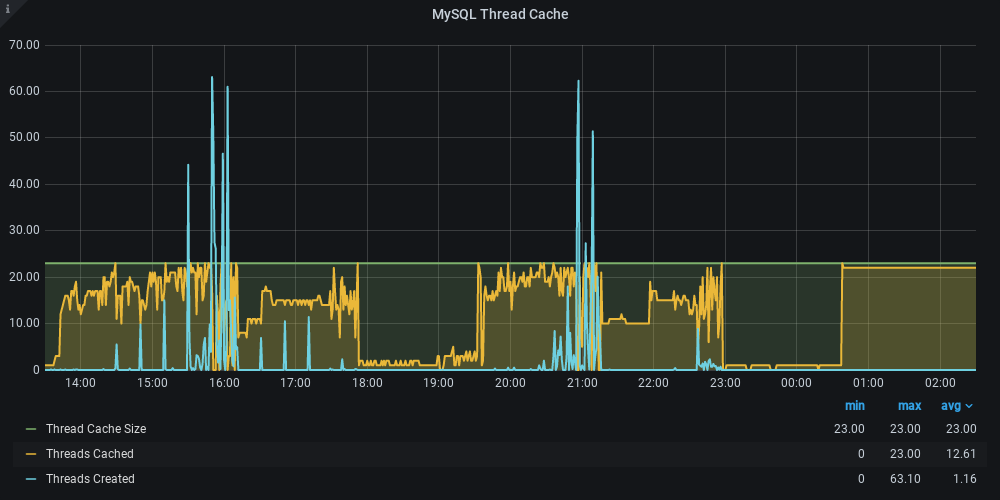 i
MySQL Thread Cache
70.00
60.00
50.00
40.00
30.00
20.00
10.00
0
14:00 15:00 16:00 17:00 18:00 19:00 20:00 21:00 22:00 23:00 00:00 01:00 02:00
min max avg
Thread Cache Size 23.00 23.00 23.00
Threads Cached 0 23.00 12.61
Threads Created 0 63.10 1.16